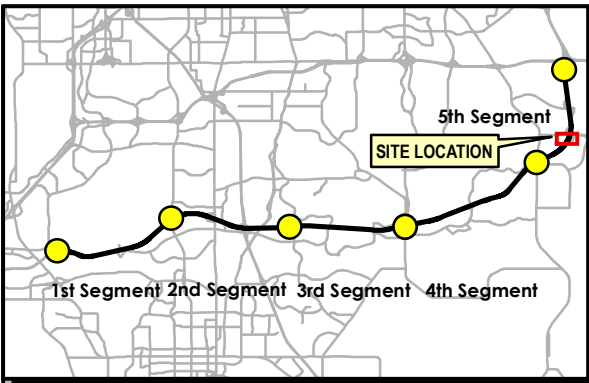 5th Segment
SITE LOCATION
1st Segment 2nd Segment 3rd Segment 4th Segment